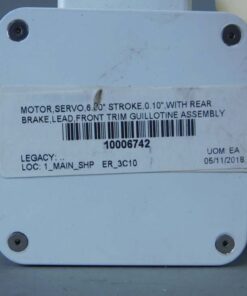 MOTOR,SERVO,6.00" STROKE,0.10",WITH REAR
BRAKE,LEAD,FRONT TRIM GUILLOTINE ASSEMBLY
10006742
LEGACY: ..
UOM EA
LOC: 1_MAIN_SHP ER_3C10
05/11/2018